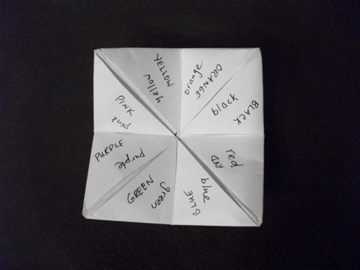 YELLOW
yellow
orange
ORANGE
PINK
pink
black
BLACK
PURPLE
purple
red
RED
GREEN
green
blue
BLUE